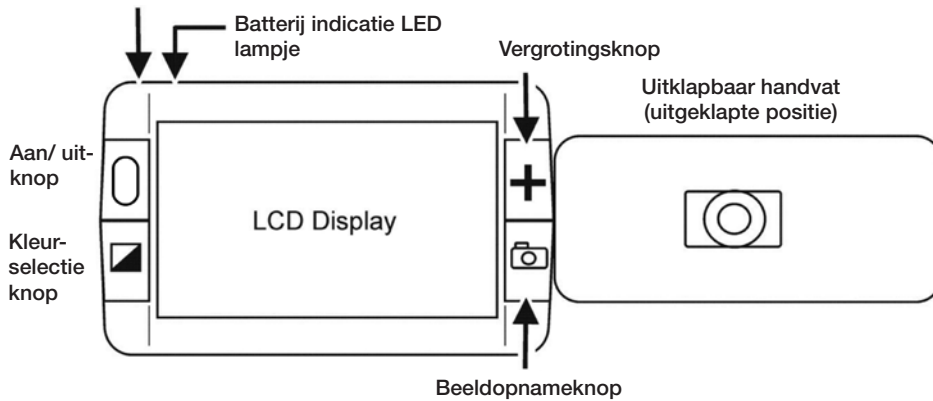 Batterij indicatie LED
lampje
Vergrotingsknop
Uitklapbaar handvat
(uitgeklapte positie)
Aan/ uit-
knop
LCD Display
Kleur-
selectie
knop
Beeldopnameknop